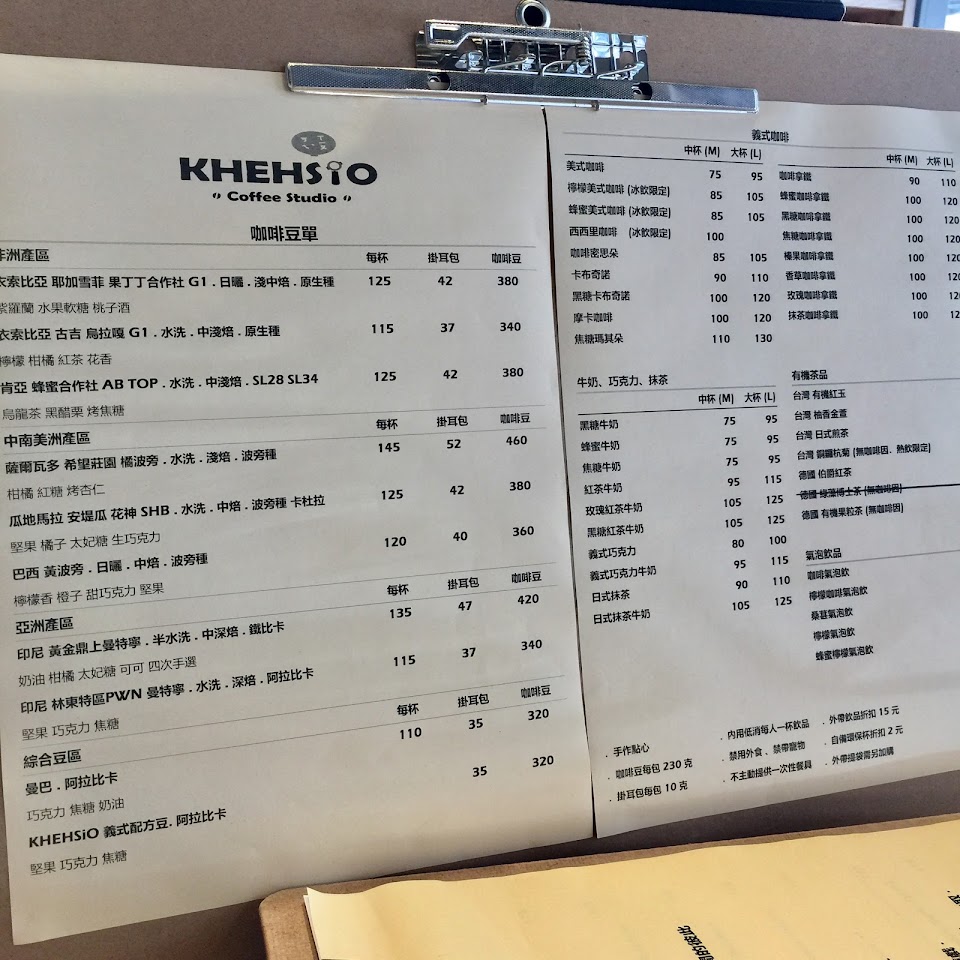 KHEHSiO
〃 Coffee Studio 〃
咖啡豆單
非洲產區 每杯 掛耳包 咖啡豆
衣索比亞 耶加雪菲 果丁丁合作社 G1 . 日曬 . 淺中焙 . 原生種 125 42 380
紫羅蘭 水果軟糖 桃子酒
衣索比亞 古吉 烏拉嘎 G1 . 水洗 . 中淺焙 . 原生種 115 37 340
檸檬 柑橘 紅茶 花香
肯亞 蜂蜜合作社 AB TOP . 水洗 . 中淺焙 . SL28 SL34 125 42 380
烏龍茶 黑醋栗 烤焦糖
中南美洲產區 每杯 掛耳包 咖啡豆
薩爾瓦多 希望莊園 橘波旁 . 水洗 . 淺焙 . 波旁種 145 52 460
柑橘 紅糖 烤杏仁
瓜地馬拉 安堤瓜 花神 SHB . 水洗 . 中焙 . 波旁種 卡杜拉 125 42 380
堅果 橘子 太妃糖 生巧克力
巴西 黃波旁 . 日曬 . 中焙 . 波旁種 120 40 360
檸檬香 橙子 甜巧克力 堅果
亞洲產區 每杯 掛耳包 咖啡豆
印尼 黃金鼎上曼特寧 . 半水洗 . 中深焙 . 鐵比卡 135 47 420
奶油 柑橘 太妃糖 可可 四次手選
印尼 林東特區PWN 曼特寧 . 水洗 . 深焙 . 阿拉比卡 115 37 340
堅果 巧克力 焦糖
綜合豆區 每杯 掛耳包 咖啡豆
曼巴 . 阿拉比卡 110 35 320
巧克力 焦糖 奶油
KHEHSiO 義式配方豆. 阿拉比卡 35 320
堅果 巧克力 焦糖
義式咖啡
中杯 (M) 大杯 (L)
美式咖啡 75 95
檸檬美式咖啡 (冰飲限定) 85 105
蜂蜜美式咖啡 (冰飲限定) 85 105
西西里咖啡 (冰飲限定) 100
咖啡密思朵 85 105
卡布奇諾 90 110
黑糖卡布奇諾 100 120
摩卡咖啡 100 120
焦糖瑪其朵 110 130
中杯 (M) 大杯 (L)
咖啡拿鐵 90 110
蜂蜜咖啡拿鐵 100 120
黑糖咖啡拿鐵 100 120
焦糖咖啡拿鐵 100 120
榛果咖啡拿鐵 100 120
香草咖啡拿鐵 100 120
玫瑰咖啡拿鐵 100 120
抹茶咖啡拿鐵 100
牛奶、巧克力、抹茶
中杯 (M) 大杯 (L)
黑糖牛奶 75 95
蜂蜜牛奶 75 95
焦糖牛奶 75 95
紅茶牛奶 95 115
玫瑰紅茶牛奶 105 125
黑糖紅茶牛奶 105 125
義式巧克力 80 100
義式巧克力牛奶 95 115
日式抹茶 90 110
日式抹茶牛奶 105 125
有機茶品
台灣 有機紅玉
台灣 柚香金萱
台灣 日式煎茶
台灣 銅鑼杭菊 (無咖啡因 . 熱飲限定)
德國 伯爵紅茶
德國 綠藻博士茶 (無咖啡因)
德國 有機果粒茶 (無咖啡因)
氣泡飲品
咖啡氣泡飲
檸檬咖啡氣泡飲
桑葚氣泡飲
檸檬氣泡飲
蜂蜜檸檬氣泡飲
. 手作點心
. 咖啡豆每包 230 克
. 掛耳包每包 10 克
. 內用低消每人一杯飲品
. 禁用外食 、禁帶寵物
. 不主動提供一次性餐具
. 外帶飲品折扣 15 元
. 自備環保杯折扣 2 元
. 外帶提袋需另加購